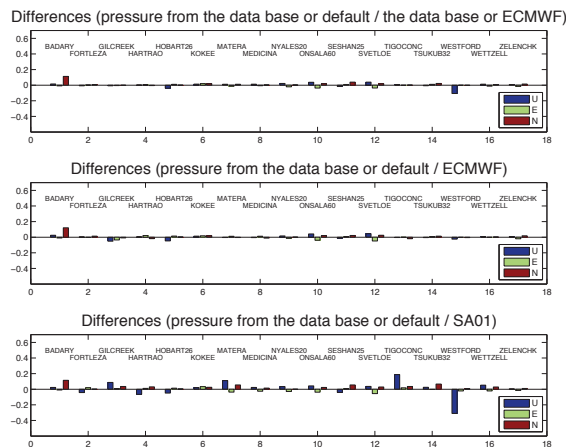 Differences (pressure from the data base or default / the data base or ECMWF)
0.6
0.4
0.2
0
−0.2
−0.4
BADARY GILCREEK HOBART26 MATERA NYALES20 SESHAN25 TIGOCONC WESTFORD ZELENCHK
FORTLEZA HARTRAO KOKEE MEDICINA ONSALA60 SVETLOE TSUKUB32 WETTZELL
U
E
N
0 2 4 6 8 10 12 14 16 18
Differences (pressure from the data base or default / ECMWF)
0.6
0.4
0.2
0
−0.2
−0.4
BADARY GILCREEK HOBART26 MATERA NYALES20 SESHAN25 TIGOCONC WESTFORD ZELENCHK
FORTLEZA HARTRAO KOKEE MEDICINA ONSALA60 SVETLOE TSUKUB32 WETTZELL
U
E
N
0 2 4 6 8 10 12 14 16 18
Differences (pressure from the data base or default / SA01)
0.6
0.4
0.2
0
−0.2
−0.4
BADARY GILCREEK HOBART26 MATERA NYALES20 SESHAN25 TIGOCONC WESTFORD ZELENCHK
FORTLEZA HARTRAO KOKEE MEDICINA ONSALA60 SVETLOE TSUKUB32 WETTZELL
U
E
N
0 2 4 6 8 10 12 14 16 18